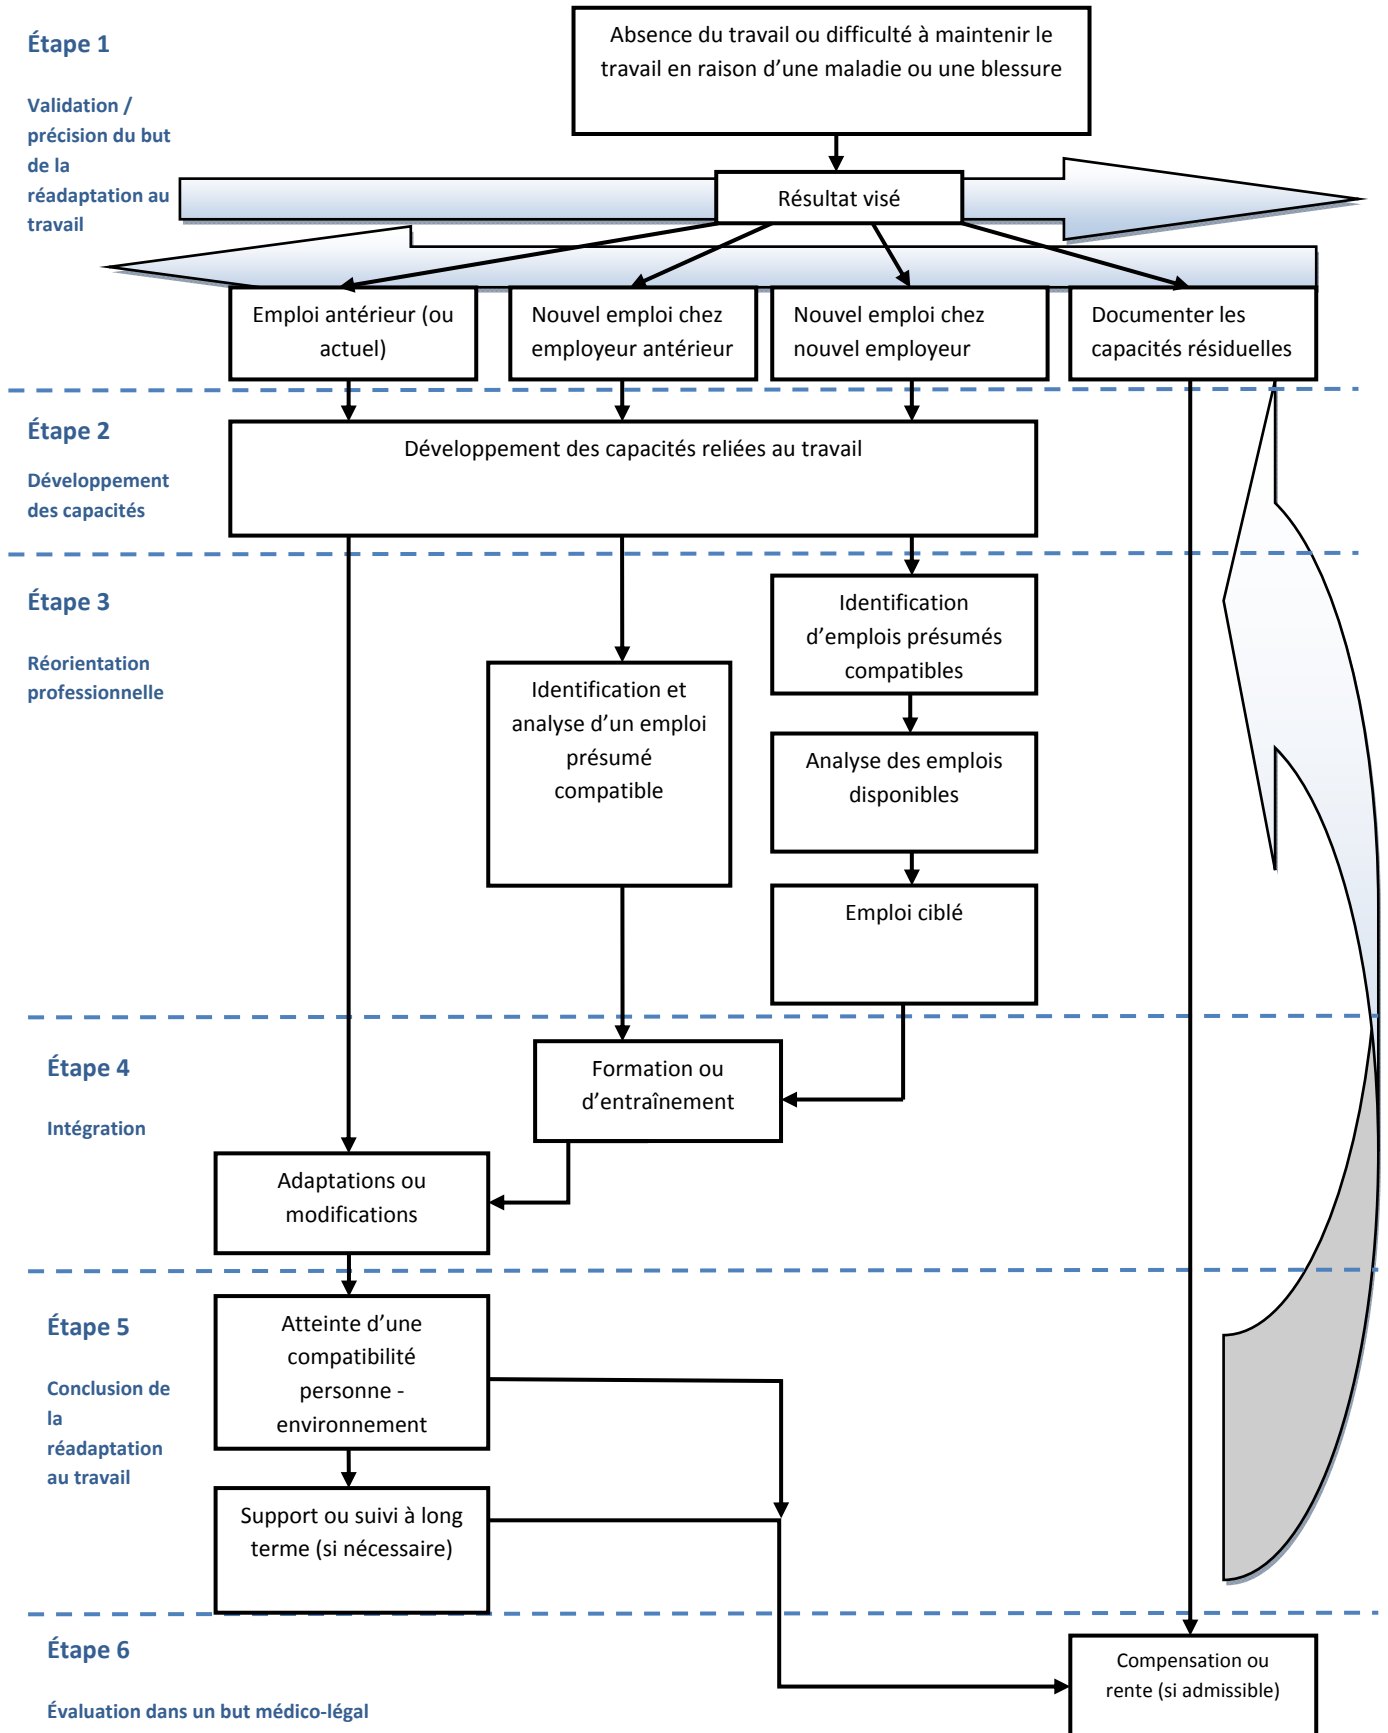 Étape 1
Validation /
précision du but
de la
réadaptation au
travail
Absence du travail ou difficulté à maintenir le
travail en raison d’une maladie ou une blessure
Résultat visé
Emploi antérieur (ou
actuel)
Nouvel emploi chez
employeur antérieur
Nouvel emploi chez
nouvel employeur
Documenter les
capacités résiduelles
Étape 2
Développement
des capacités
Développement des capacités reliées au travail
Étape 3
Réorientation
professionnelle
Identification et
analyse d’un emploi
présumé
compatible
Identification
d’emplois présumés
compatibles
Analyse des emplois
disponibles
Emploi ciblé
Étape 4
Intégration
Formation ou
d’entraînement
Adaptations ou
modifications
Étape 5
Conclusion de
la
réadaptation
au travail
Atteinte d’une
compatibilité
personne -
environnement
Support ou suivi à long
terme (si nécessaire)
Étape 6
Évaluation dans un but médico-légal
Compensation ou
rente (si admissible)